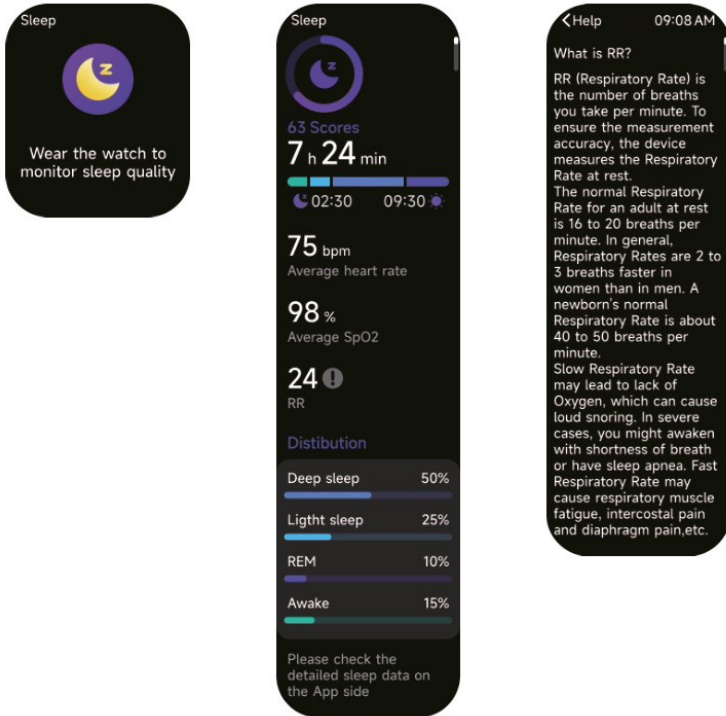 Sleep
z
Wear the watch to
monitor sleep quality
Sleep
z
63 Scores
7 h 24 min
02:30 09:30
75 bpm
Average heart rate
98 %
Average SpO2
24
RR
Distibution
Deep sleep 50%
Ligtht sleep 25%
REM 10%
Awake 15%
Please check the
detailed sleep data on
the App side
Help 09:08 AM
What is RR?
RR (Respiratory Rate) is
the number of breaths
you take per minute. To
ensure the measurement
accuracy, the device
measures the Respiratory
Rate at rest.
The normal Respiratory
Rate for an adult at rest
is 16 to 20 breaths per
minute. In general,
Respiratory Rates are 2 to
3 breaths faster in
women than in men. A
newborn's normal
Respiratory Rate is about
40 to 50 breaths per
minute.
Slow Respiratory Rate
may lead to lack of
Oxygen, which can cause
loud snoring. In severe
cases, you might awaken
with shortness of breath
or have sleep apnea. Fast
Respiratory Rate may
cause respiratory muscle
fatigue, intercostal pain
and diaphragm pain,etc.